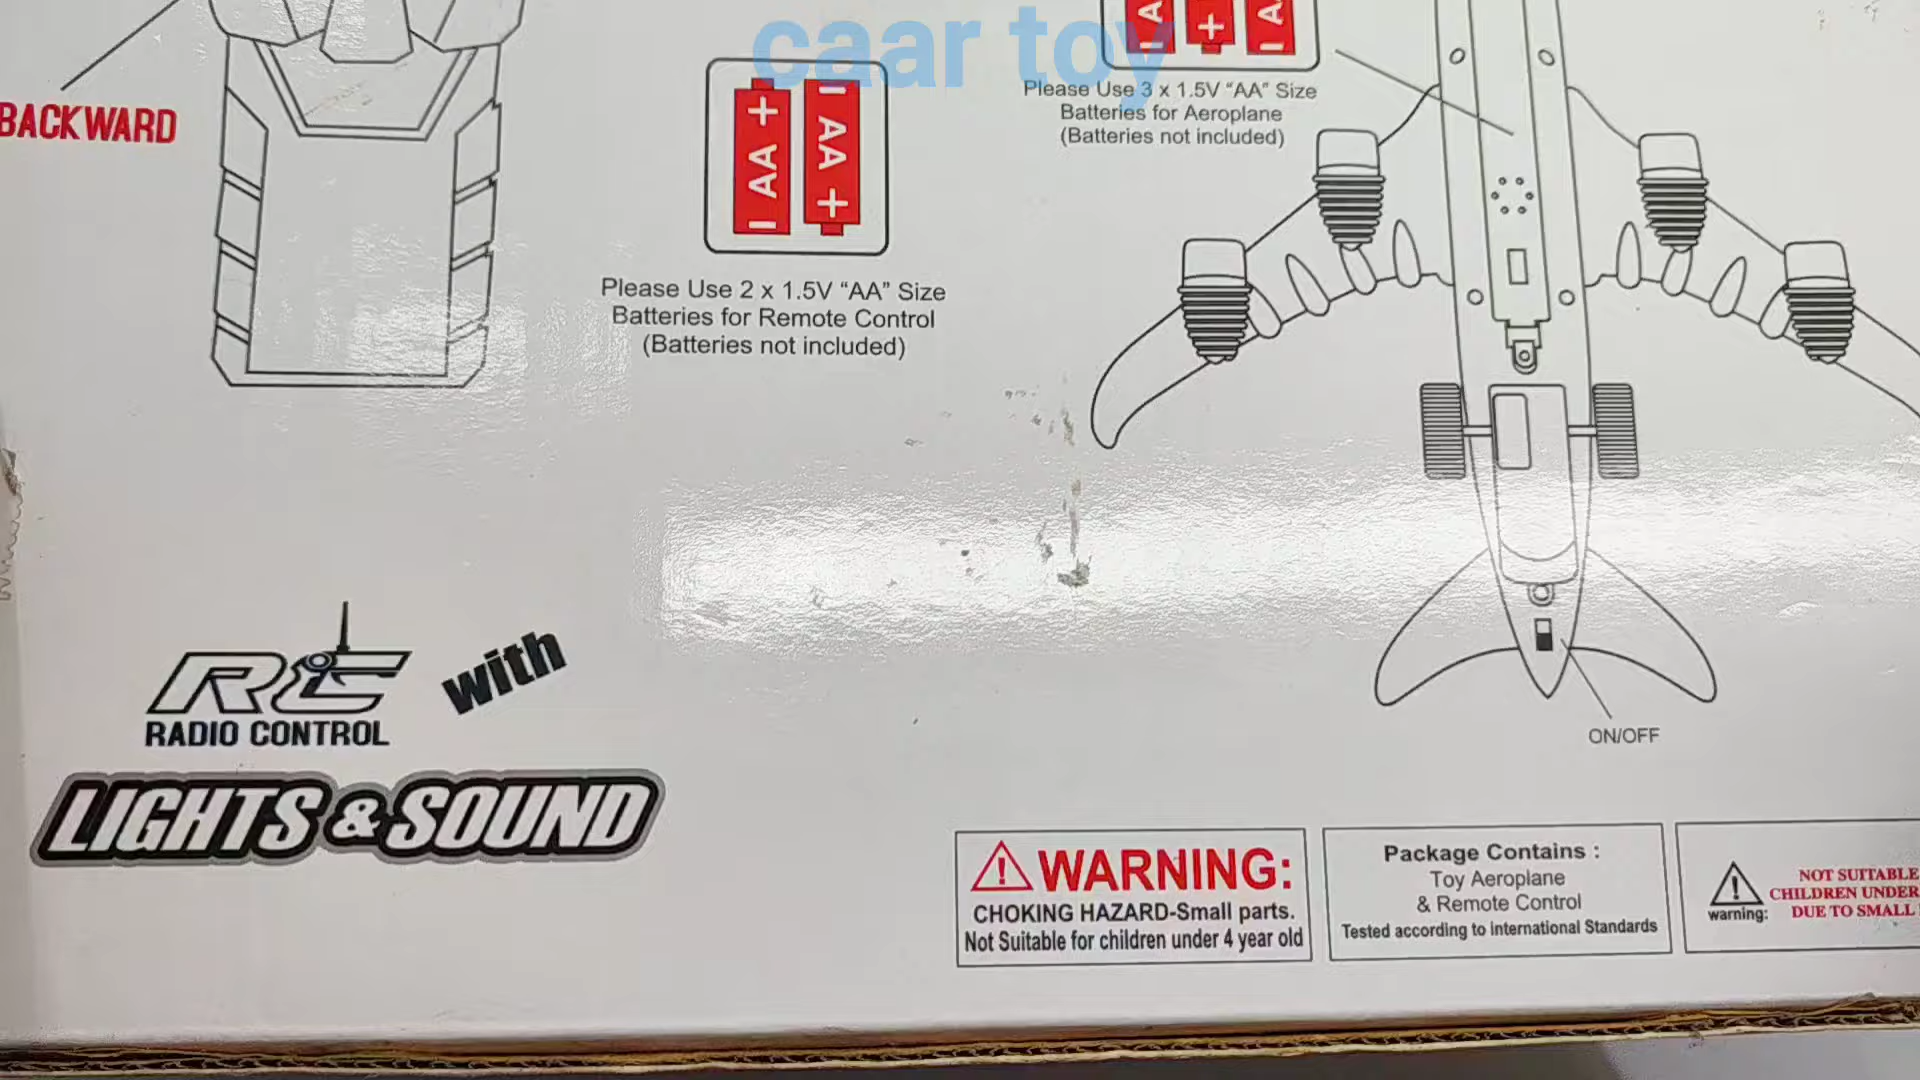 caar toy
BACKWARD
AA +
AA +
Please Use 2 x 1.5V “AA” Size
Batteries for Remote Control
(Batteries not included)
Please Use 3 x 1.5V “AA” Size
Batteries for Aeroplane
(Batteries not included)
RC
RADIO CONTROL
with
LIGHTS & SOUND
ON/OFF
WARNING:
CHOKING HAZARD-Small parts.
Not Suitable for children under 4 year old
Package Contains :
Toy Aeroplane
& Remote Control
Tested according to international Standards
warning:
NOT SUITABLE
CHILDREN UNDER
DUE TO SMALL